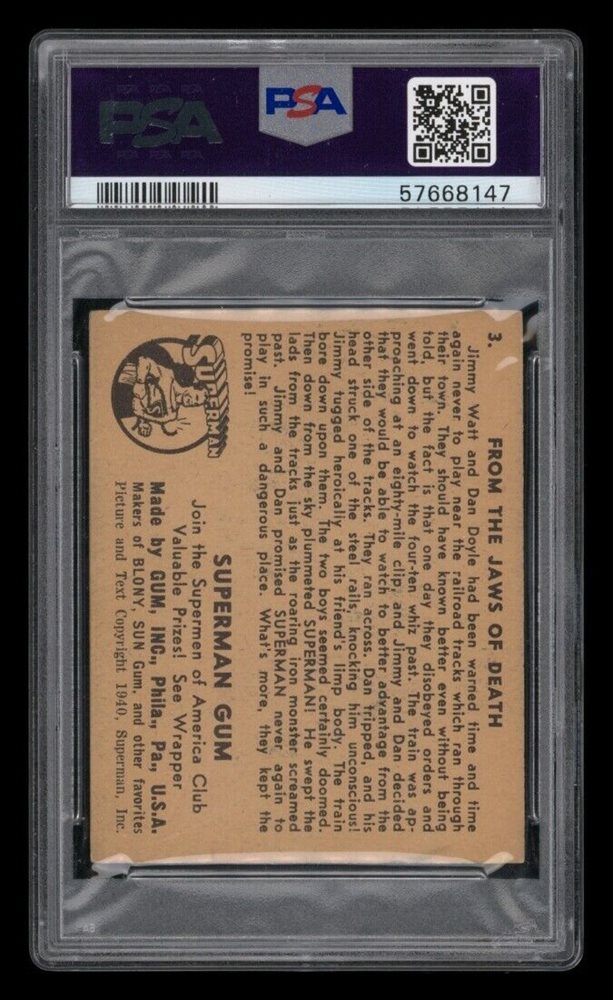 PSA
PSA
57668147
3. FROM THE JAWS OF DEATH
Jimmy Watt and Dan Doyle had been warned time and time
again never to play near the railroad tracks which ran through
their town. They should have known better even without being
told, but the fact is that one day they disobeyed orders and
went down to watch the four-ten whiz past. The train was ap-
proaching at an eighty-mile clip, and Jimmy and Dan decided
that they would be able to watch to better advantage from the
other side of the tracks. They ran across. Dan tripped, and his
head struck one of the steel rails, knocking him unconscious!
Jimmy tugged heroically at his friend's limp body. The train
bore down upon them. The two boys seemed certainly doomed.
Then down from the sky plummeted SUPERMAN! He swept the
lads from the tracks just as the roaring iron monster screamed
past. Jimmy and Dan promised SUPERMAN never again to
play in such a dangerous place. What's more, they kept the
promise!
SUPERMAN
SUPERMAN GUM
Join the Supermen of America Club
Valuable Prizes! See Wrapper
Made by GUM, INC., Phila., Pa., U.S.A.
Makers of BLONY, SUN Gum, and other favorites
Picture and Text Copyright 1940, Superman, Inc.